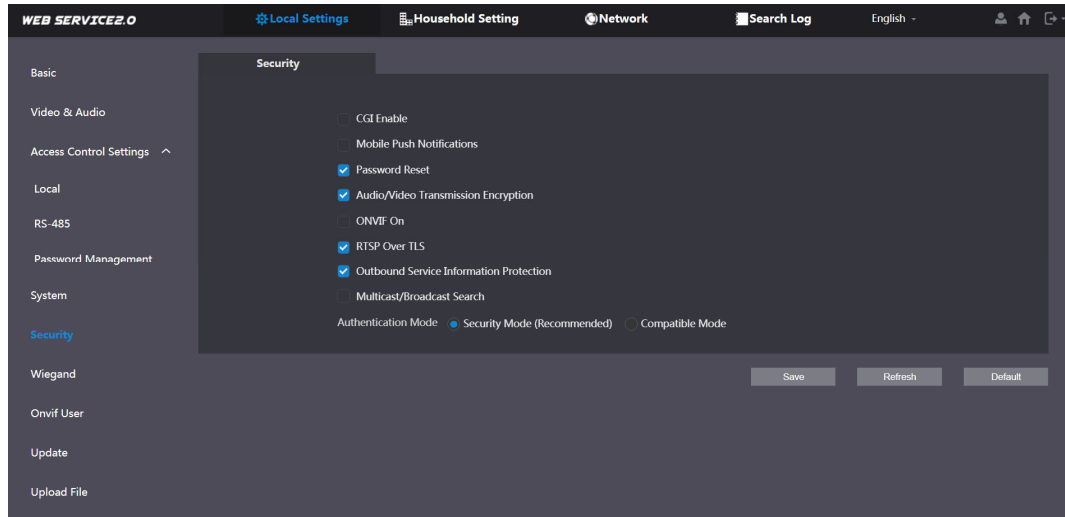 WEB SERVICE2.0 Local Settings Household Setting Network Search Log English
Security
Basic
Video & Audio
Access Control Settings
Local
RS-485
Password Management
System
Security
Wiegand
Onvif User
Update
Upload File
CGI Enable
Mobile Push Notifications
Password Reset
Audio/Video Transmission Encryption
ONVIF On
RTSP Over TLS
Outbound Service Information Protection
Multicast/Broadcast Search
Authentication Mode Security Mode (Recommended) Compatible Mode
Save Refresh Default